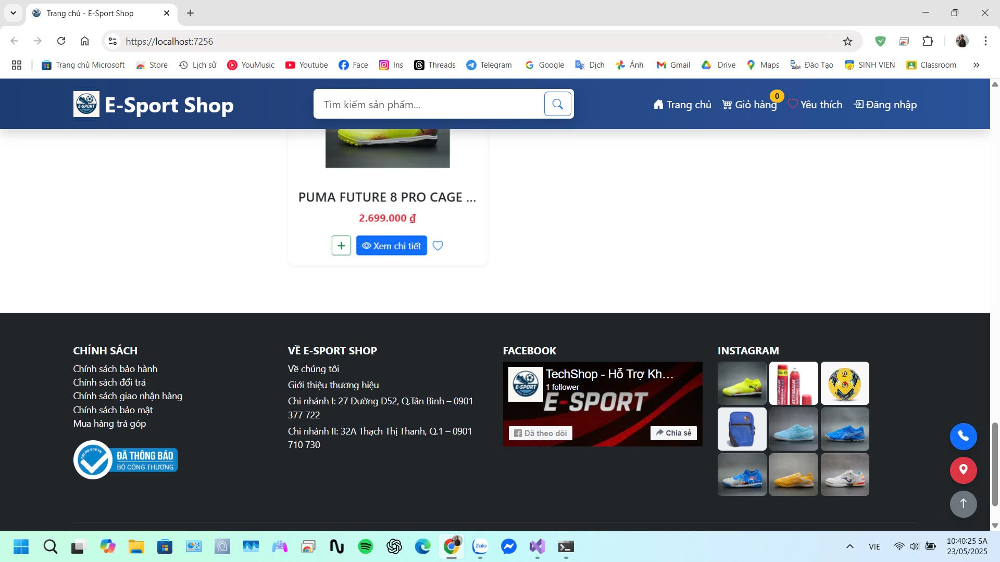 Trang chủ - E-Sport Shop
https://localhost:7256
Trang chủ Microsoft
Store
Lịch sử
YouMusic
Youtube
Face
Ins
Threads
Telegram
Google
Dịch
Ảnh
Gmail
Drive
Maps
Đào Tạo
SINH VIEN
Classroom
E-SPORT
E-Sport Shop
Tìm kiếm sản phẩm...
Trang chủ
Giỏ hàng
0
Yêu thích
Đăng nhập
PUMA FUTURE 8 PRO CAGE ...
2.699.000 ₫
Xem chi tiết
CHÍNH SÁCH
Chính sách bảo hành
Chính sách đổi trả
Chính sách giao nhận hàng
Chính sách bảo mật
Mua hàng trả góp
ONLINE.GOV.VN
ĐÃ THÔNG BÁO
BỘ CÔNG THƯƠNG
VỀ E-SPORT SHOP
Về chúng tôi
Giới thiệu thương hiệu
Chi nhánh I: 27 Đường D52, Q.Tân Bình – 0901
377 722
Chi nhánh II: 32A Thạch Thị Thanh, Q.1 – 0901
710 730
FACEBOOK
E-SPORT
TechShop - Hỗ Trợ Kh...
1 follower
E-SPORT
Đã theo dõi
Chia sẻ
INSTAGRAM
STARBALM
Zalo
VIE
10:40:25 SA
23/05/2025